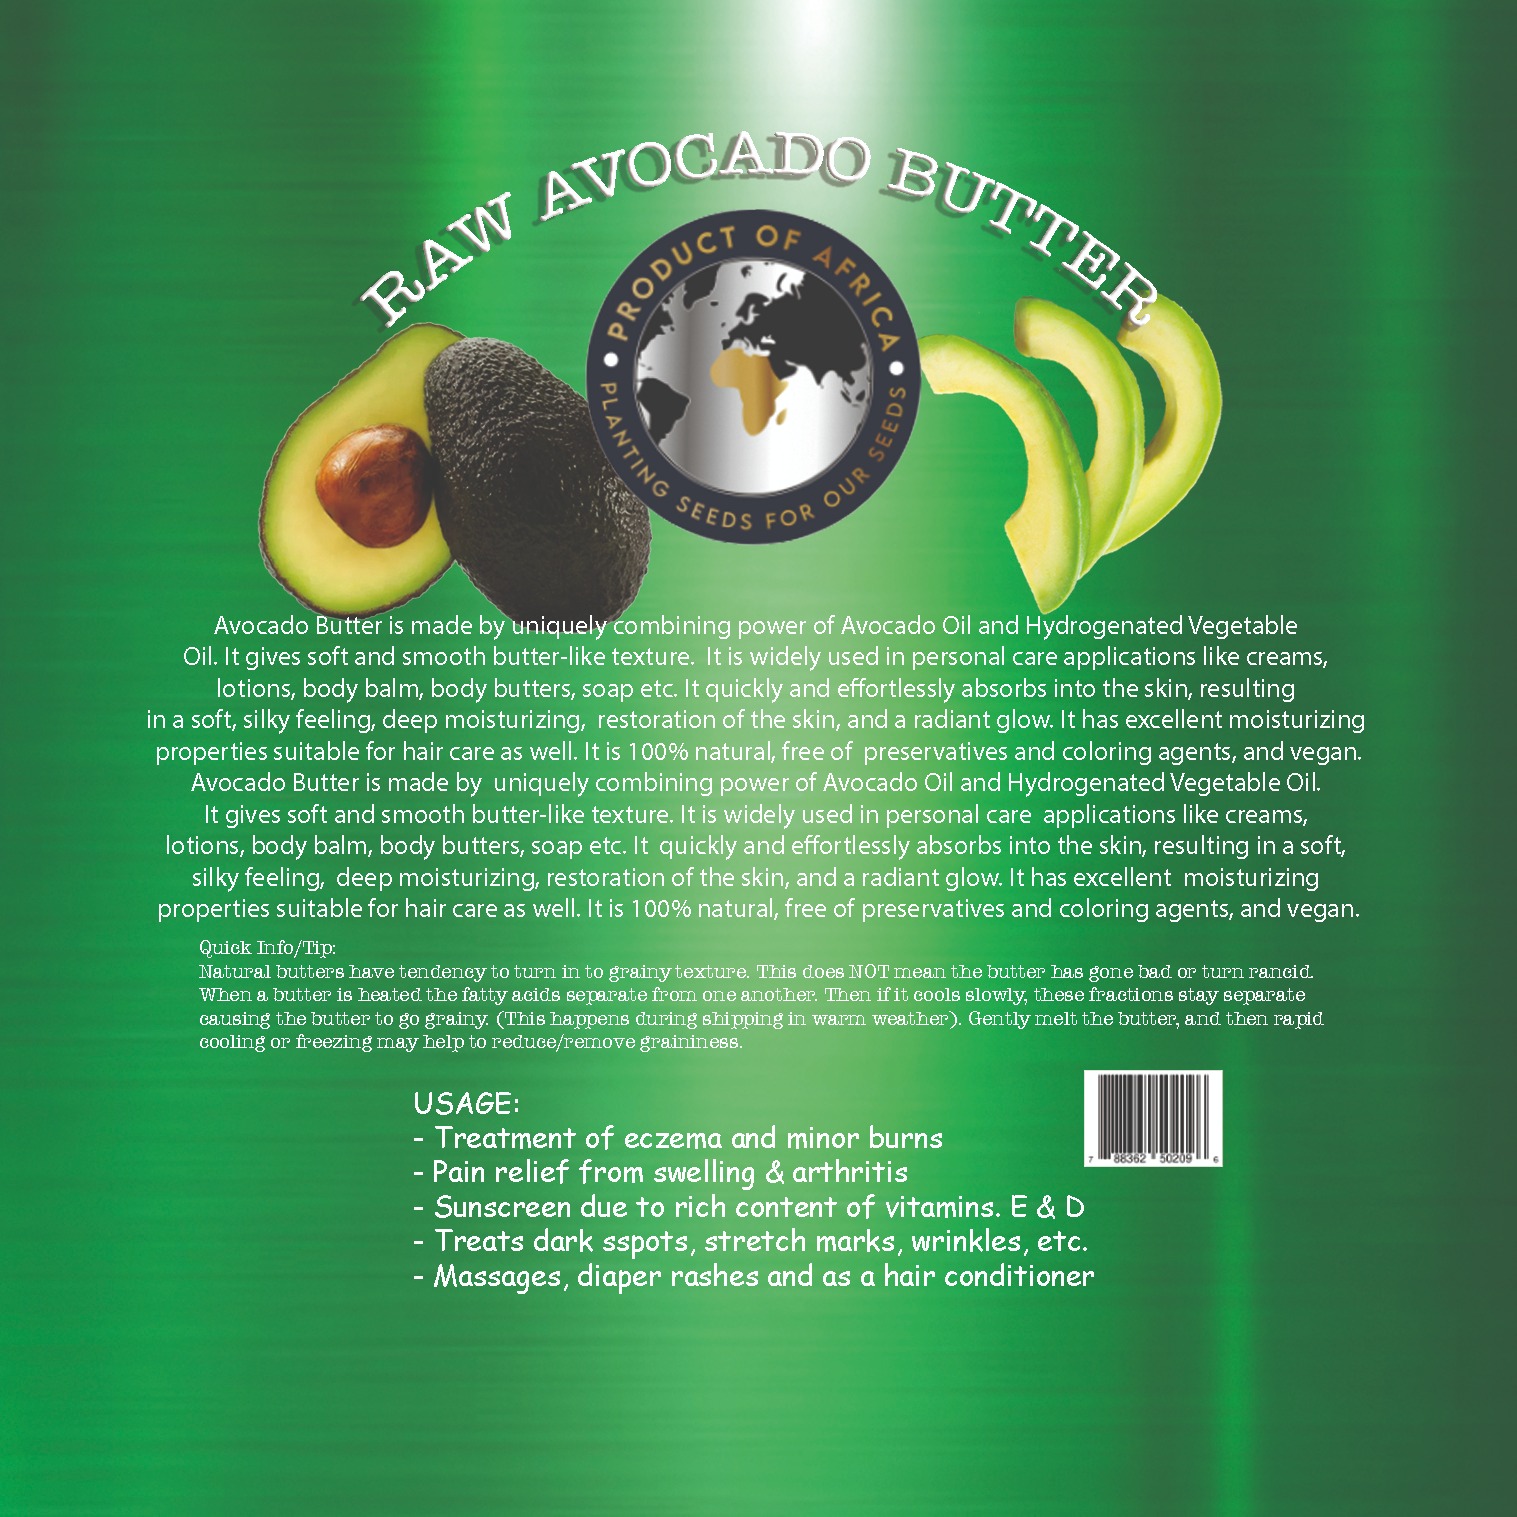 RAW AVOCADO BUTTER
PRODUCT OF AFRICA
PLANTING SEEDS FOR OUR SEEDS
Avocado Butter is made by uniquely combining power of Avocado Oil and Hydrogenated Vegetable
Oil. It gives soft and smooth butter-like texture. It is widely used in personal care applications like creams,
lotions, body balm, body butters, soap etc. It quickly and effortlessly absorbs into the skin, resulting
in a soft, silky feeling, deep moisturizing, restoration of the skin, and a radiant glow. It has excellent moisturizing
properties suitable for hair care as well. It is 100% natural, free of preservatives and coloring agents, and vegan.
Avocado Butter is made by uniquely combining power of Avocado Oil and Hydrogenated Vegetable Oil.
It gives soft and smooth butter-like texture. It is widely used in personal care applications like creams,
lotions, body balm, body butters, soap etc. It quickly and effortlessly absorbs into the skin, resulting in a soft,
silky feeling, deep moisturizing, restoration of the skin, and a radiant glow. It has excellent moisturizing
properties suitable for hair care as well. It is 100% natural, free of preservatives and coloring agents, and vegan.
Quick Info/Tip:
Natural butters have tendency to turn in to grainy texture. This does NOT mean the butter has gone bad or turn rancid.
When a butter is heated the fatty acids separate from one another. Then if it cools slowly, these fractions stay separate
causing the butter to go grainy. (This happens during shipping in warm weather). Gently melt the butter, and then rapid
cooling or freezing may help to reduce/remove graininess.
USAGE:
- Treatment of eczema and minor burns
- Pain relief from swelling & arthritis
- Sunscreen due to rich content of vitamins. E & D
- Treats dark sspots, stretch marks, wrinkles, etc.
- Massages, diaper rashes and as a hair conditioner
7 88362 50209 6